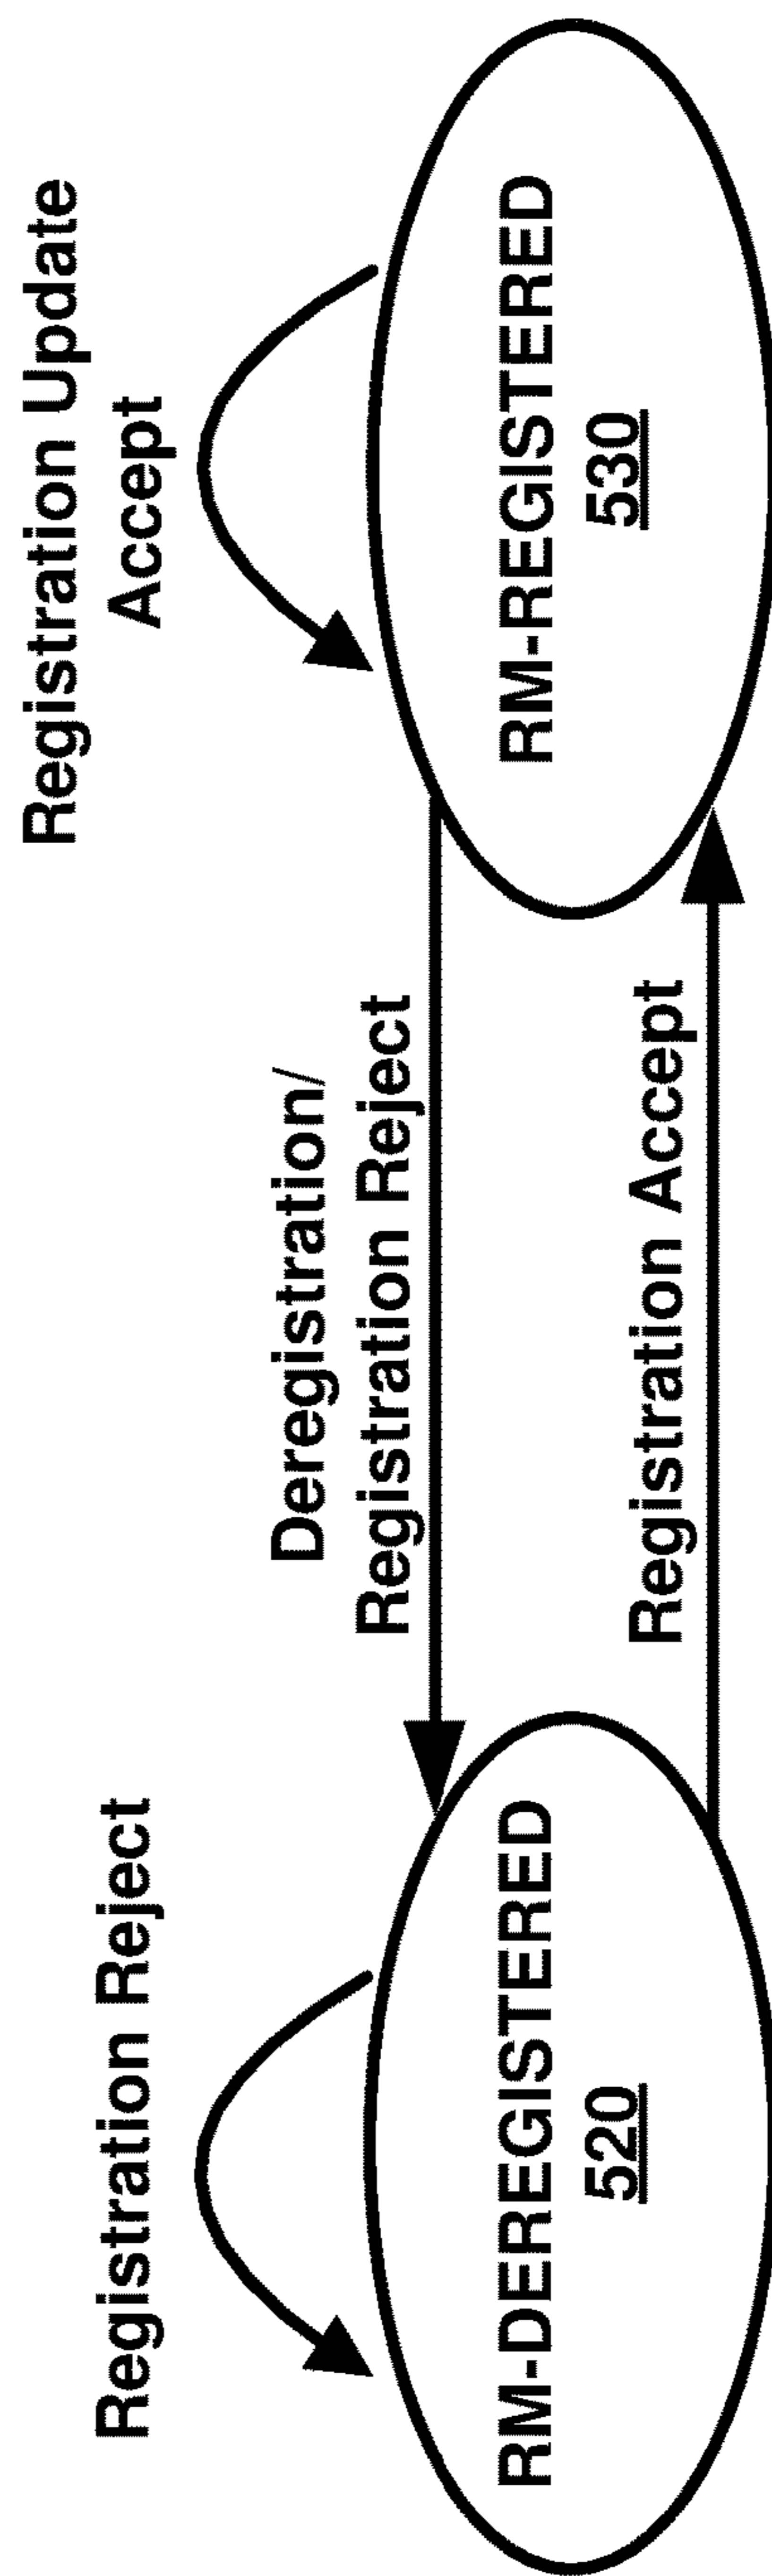 Registration Reject
RM-DEREGISTERED
520
Deregistration/
Registration Reject
Registration Accept
Registration Update
Accept
RM-REGISTERED
530